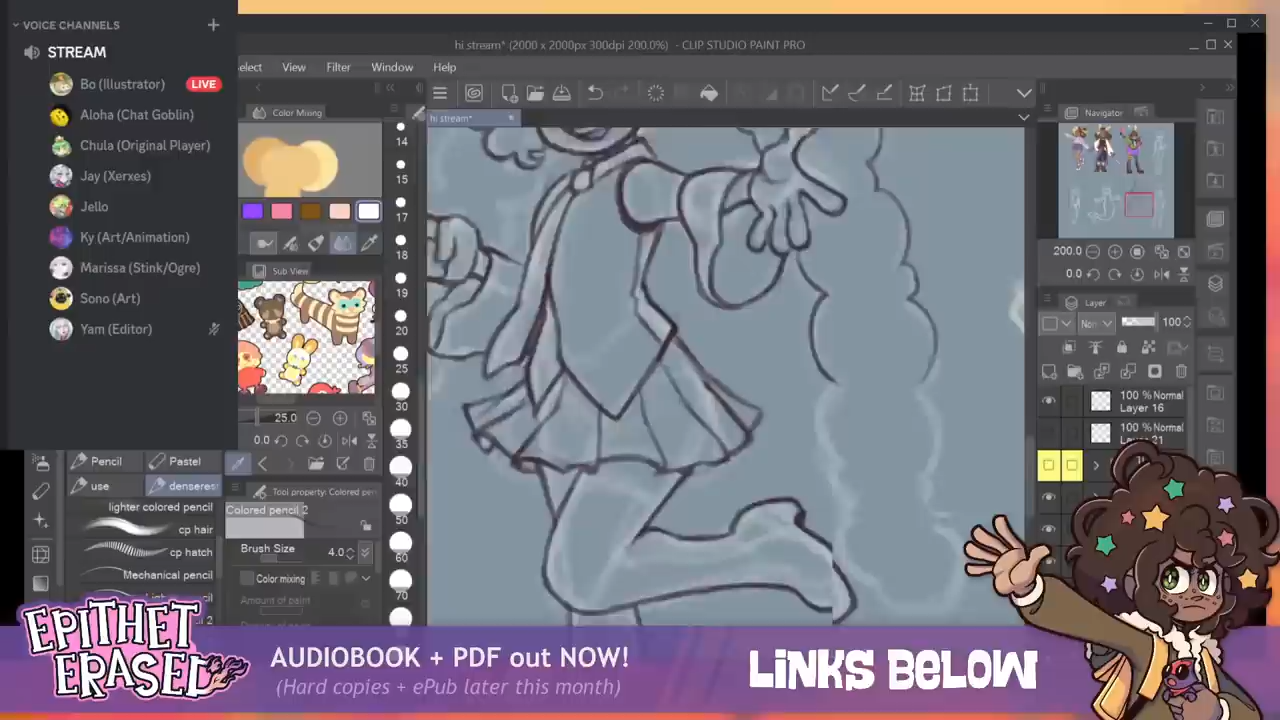 VOICE CHANNELS
STREAM
Bo (Illustrator) LIVE
Aloha (Chat Goblin)
Chula (Original Player)
Jay (Xerxes)
Jello
Ky (Art/Animation)
Marissa (Stink/Ogre)
Sono (Art)
Yam (Editor)
hi stream* (2000 x 2000px 300dpi 200.0%) - CLIP STUDIO PAINT PRO
elect View Filter Window Help
hi stream*
Color Mixing
Sub View
25.0
0.0
14
15
17
18
19
20
25
30
35
40
50
60
70
Navigator
200.0
0.0
Layer
100
100 % Normal
Layer 16
100 % Normal
Layer 21
Pencil Pastel
use
lighter colored pencil
cp hair
cp hatch
Mechanical pencil
Tool property: Colored pen
Colored pencil 2
Brush Size 4.0
Color mixing
Amount of paint
EPITHET
ERASED
AUDIOBOOK + PDF out NOW!
(Hard copies + ePub later this month)
LINKS BELOW